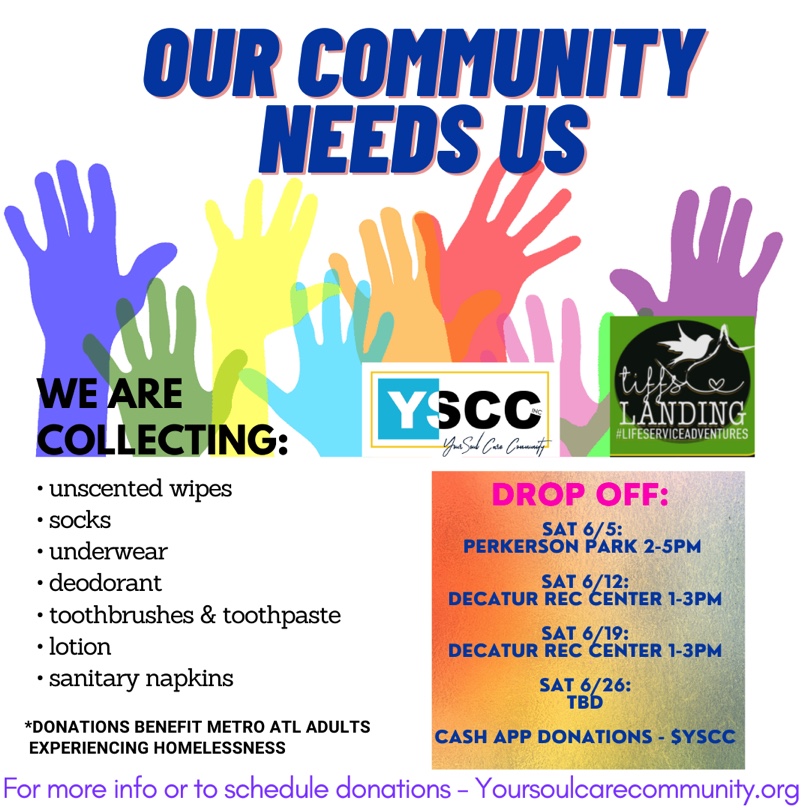 OUR COMMUNITY
NEEDS US
WE ARE
COLLECTING:
YSCC
INC
YourSoul Care Community
tiffs
LANDING
#LIFESERVICEADVENTURES
• unscented wipes
• socks
• underwear
• deodorant
• toothbrushes & toothpaste
• lotion
• sanitary napkins
*DONATIONS BENEFIT METRO ATL ADULTS
EXPERIENCING HOMELESSNESS
DROP OFF:
SAT 6/5:
PERKERSON PARK 2-5PM
SAT 6/12:
DECATUR REC CENTER 1-3PM
SAT 6/19:
DECATUR REC CENTER 1-3PM
SAT 6/26:
TBD
CASH APP DONATIONS - $YSCC
For more info or to schedule donations - Yoursoulcarecommunity.org